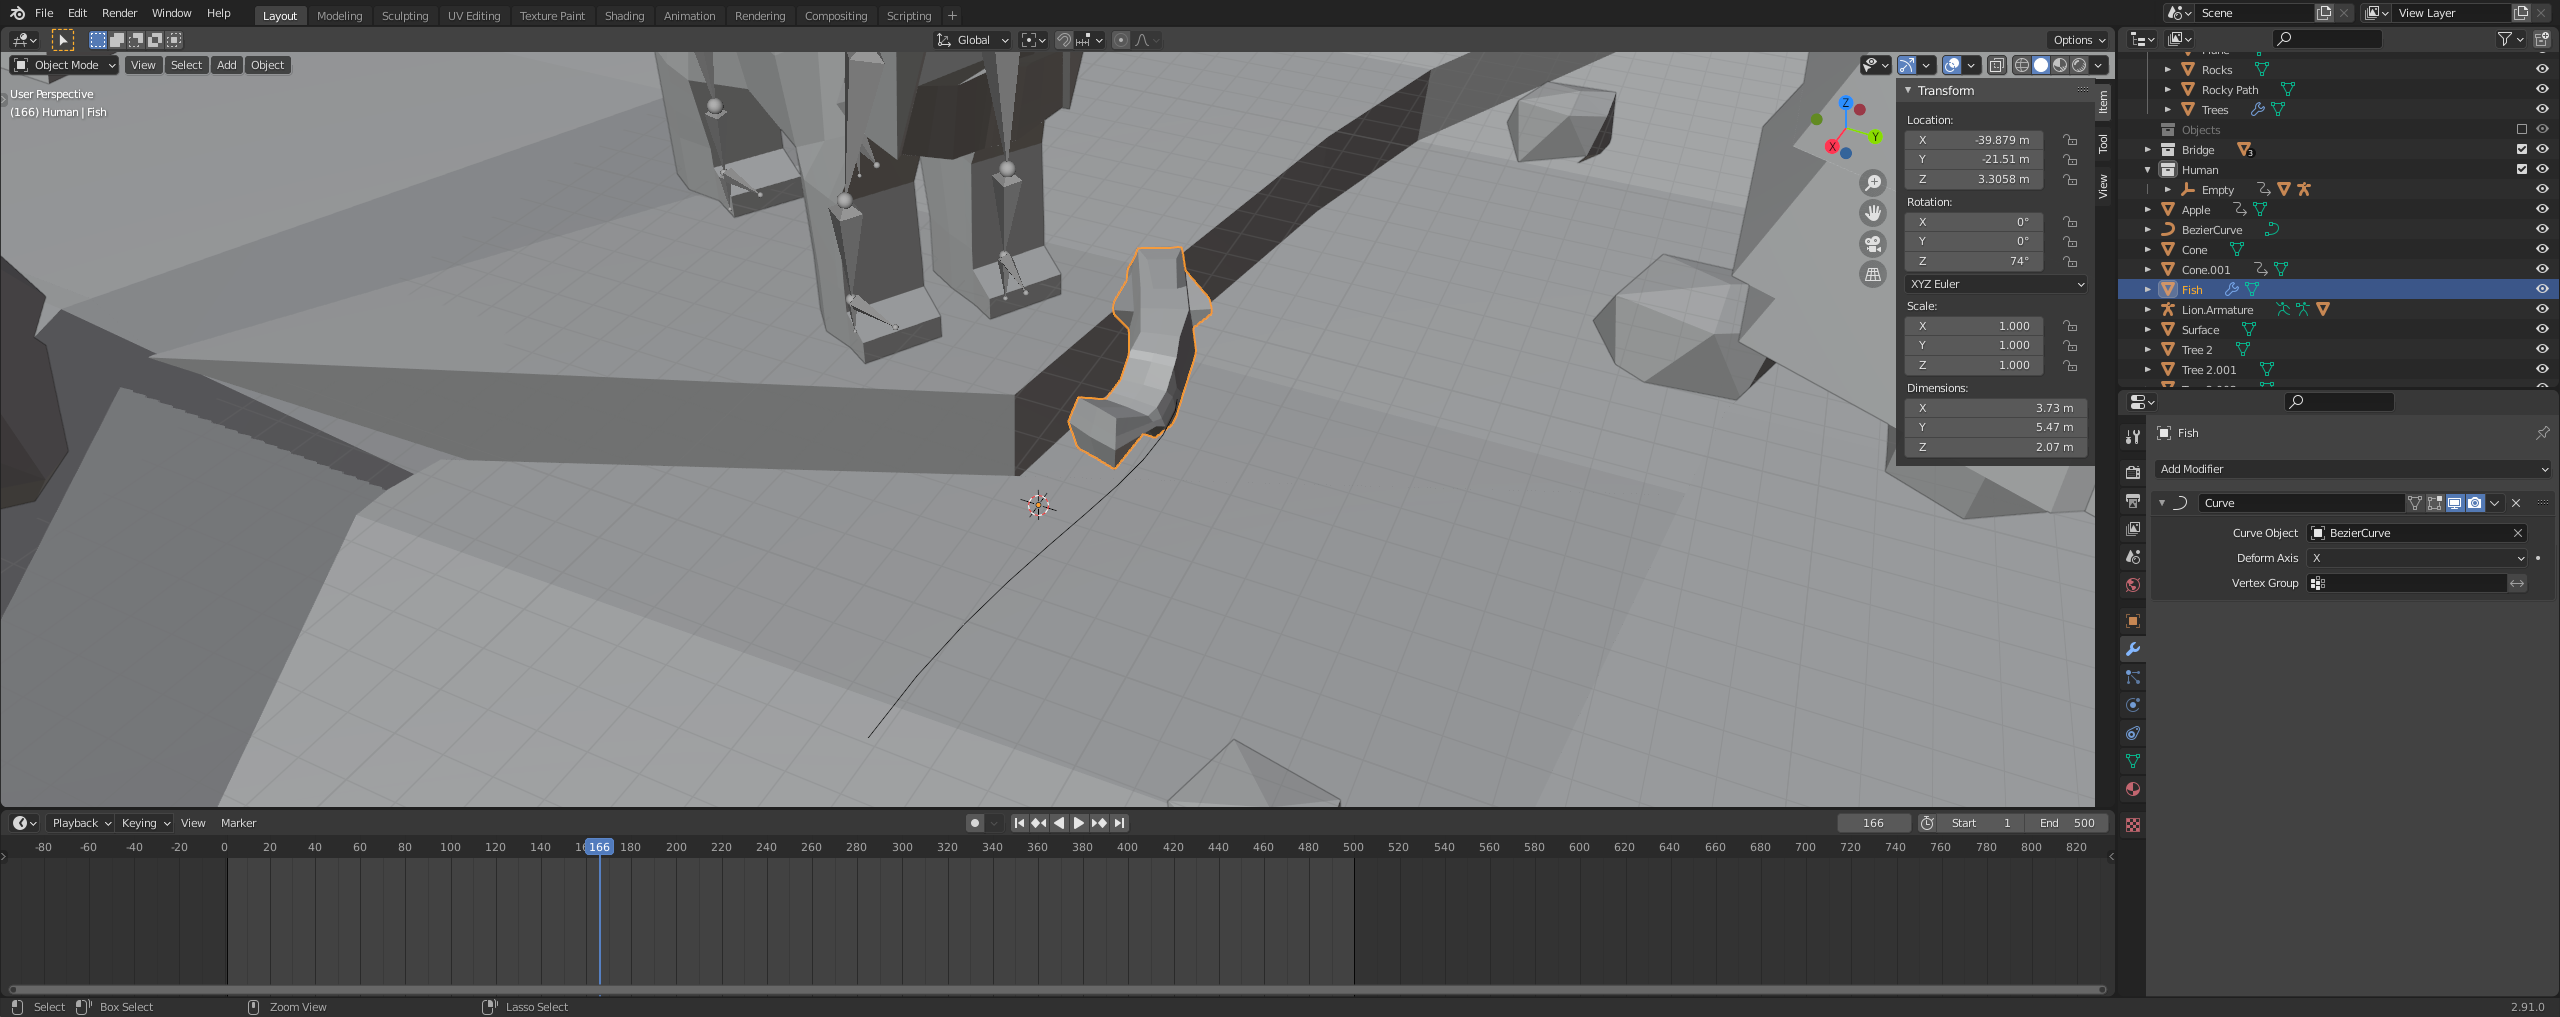 File Edit Render Window Help Layout Modeling Sculpting UV Editing Texture Paint Shading Animation Rendering Compositing Scripting + Scene View Layer
Global Options
Object Mode View Select Add Object
User Perspective
(166) Human | Fish
Z
Y
X
Transform
Location:
X -39.879 m
Y -21.51 m
Z 3.3058 m
Rotation:
X 0°
Y 0°
Z 74°
XYZ Euler
Scale:
X 1.000
Y 1.000
Z 1.000
Dimensions:
X 3.73 m
Y 5.47 m
Z 2.07 m
Item
Tool
View
Rocks
Rocky Path
Trees
Objects
Bridge 3
Human
Empty
Apple
BezierCurve
Cone
Cone.001
Fish
Lion.Armature
Surface
Tree 2
Tree 2.001
Fish
Add Modifier
Curve
Curve Object BezierCurve
Deform Axis X
Vertex Group
Playback Keying View Marker 166 Start 1 End 500
-80 -60 -40 -20 0 20 40 60 80 100 120 140 166 180 200 220 240 260 280 300 320 340 360 380 400 420 440 460 480 500 520 540 560 580 600 620 640 660 680 700 720 740 760 780 800 820
Select Box Select Zoom View Lasso Select 2.91.0